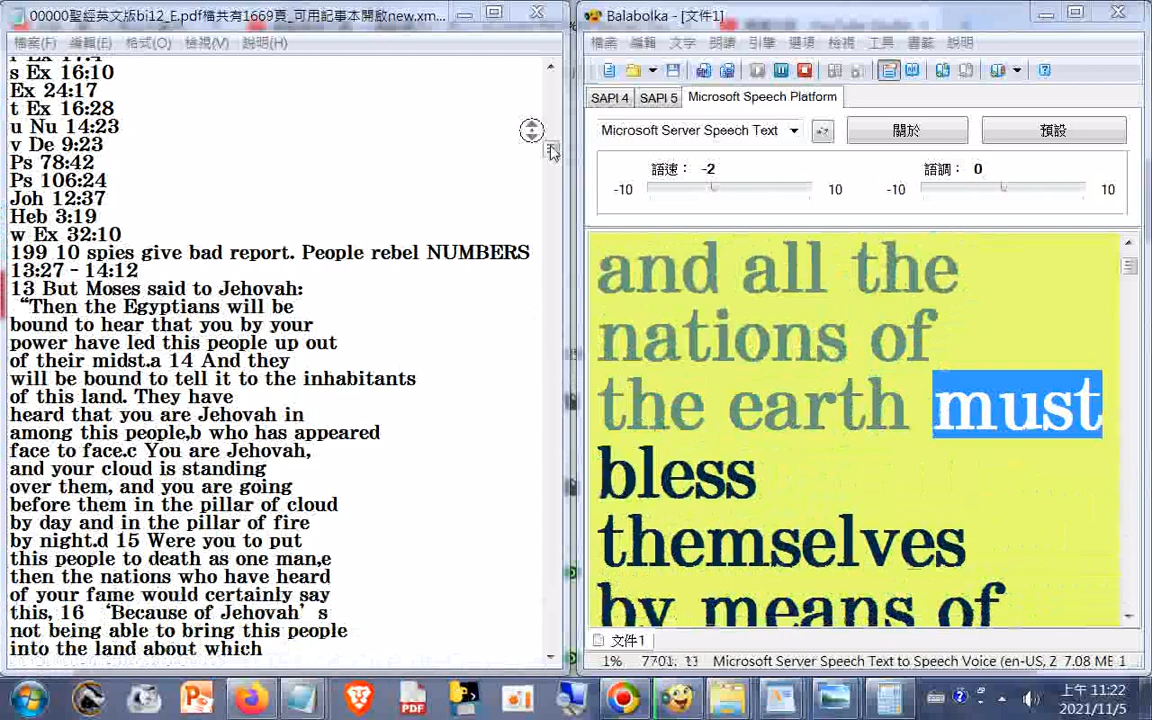 00000聖經英文版bi12_E.pdf檔共有1669頁_可用記事本開啟new.xm...
檔案(F) 編輯(E) 格式(O) 檢視(V) 說明(H)
r Ex 17:4
s Ex 16:10
Ex 24:17
t Ex 16:28
u Nu 14:23
v De 9:23
Ps 78:42
Ps 106:24
Joh 12:37
Heb 3:19
w Ex 32:10
199 10 spies give bad report. People rebel NUMBERS
13:27 - 14:12
13 But Moses said to Jehovah:
“Then the Egyptians will be
bound to hear that you by your
power have led this people up out
of their midst.a 14 And they
will be bound to tell it to the inhabitants
of this land. They have
heard that you are Jehovah in
among this people,b who has appeared
face to face.c You are Jehovah,
and your cloud is standing
over them, and you are going
before them in the pillar of cloud
by day and in the pillar of fire
by night.d 15 Were you to put
this people to death as one man,e
then the nations who have heard
of your fame would certainly say
this, 16 ‘Because of Jehovah’s
not being able to bring this people
into the land about which
Balabolka - [文件1]
檔案 編輯 文字 朗讀 引擎 選項 檢視 工具 書籤 說明
SAPI 4 SAPI 5 Microsoft Speech Platform
Microsoft Server Speech Text 關於 預設
語速： -2 語調： 0
-10 10 -10 10
and all the
nations of
the earth must
bless
themselves
by means of
文件1
1% 7701: 13 Microsoft Server Speech Text to Speech Voice (en-US, Z 7.08 ME 1
上午 11:22
2021/11/5